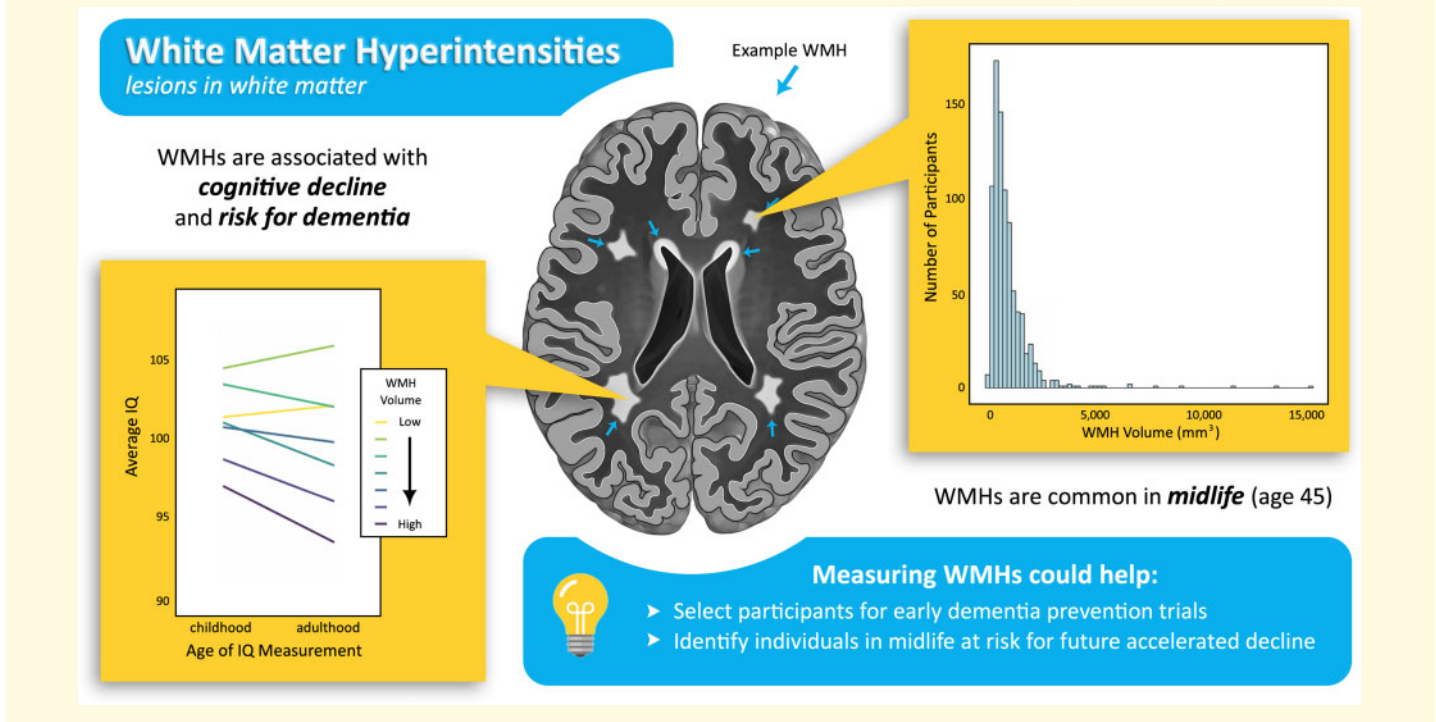 White Matter Hyperintensities
lesions in white matter
WMHs are associated with
cognitive decline
and risk for dementia
Example WMH
Average IQ
105
100
95
90
childhood
adulthood
Age of IQ Measurement
WMH
Volume
Low
High
Number of Participants
150
100
50
0
0
5,000
10,000
15,000
WMH Volume (mm³)
WMHs are common in midlife (age 45)
Measuring WMHs could help:
➤ Select participants for early dementia prevention trials
➤ Identify individuals in midlife at risk for future accelerated decline